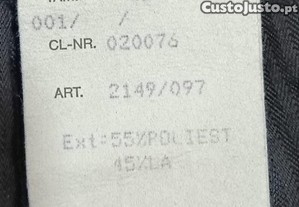 CustoJusto.pt
001/ /
CL-NR. 020076
ART. 2149/097
Ext:55%POLIEST
45%LA